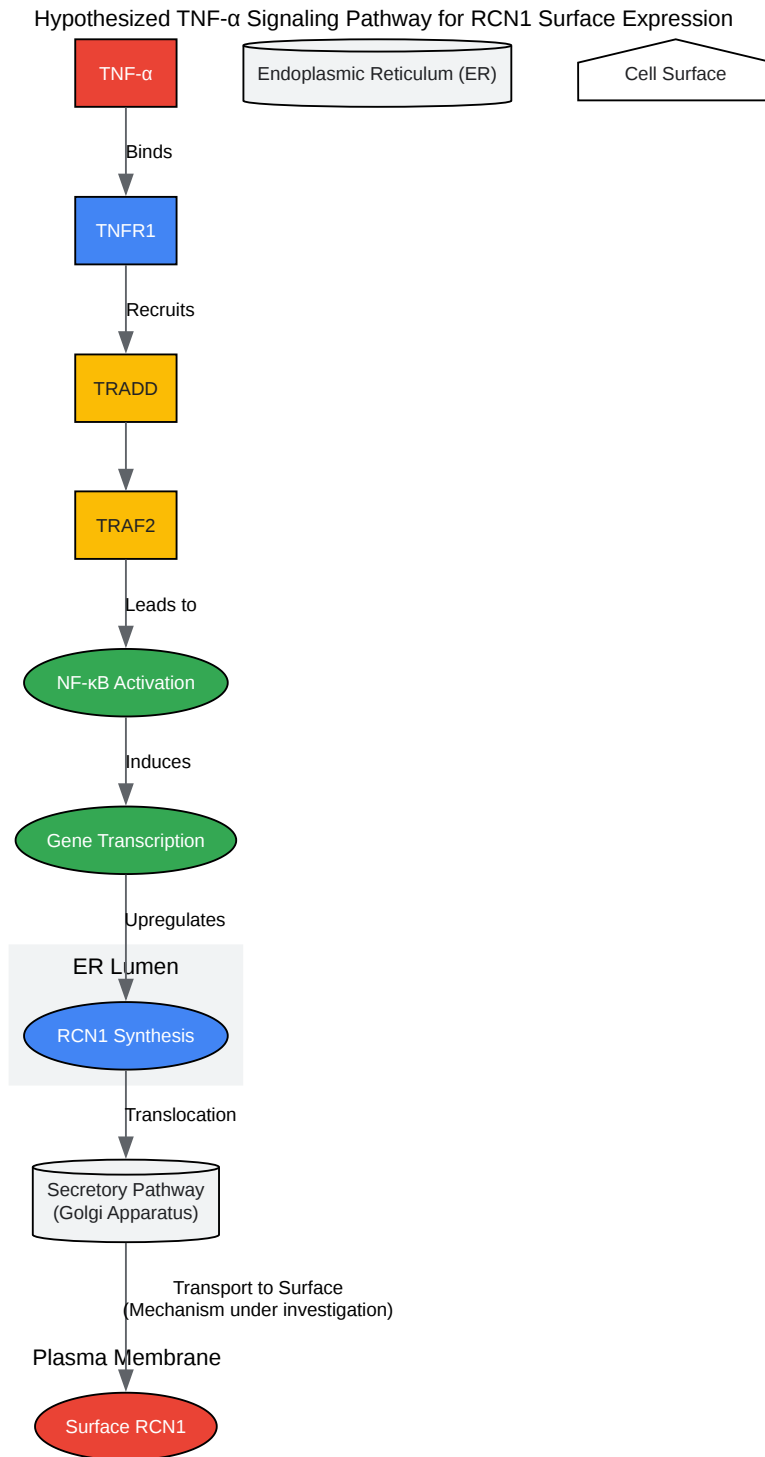 Hypothesized TNF-α Signaling Pathway for RCN1 Surface Expression
TNF-α
Endoplasmic Reticulum (ER)
Cell Surface
Binds
TNFR1
Recruits
TRADD
TRAF2
Leads to
NF-κB Activation
Induces
Gene Transcription
Upregulates
ER Lumen
RCN1 Synthesis
Translocation
Secretory Pathway
(Golgi Apparatus)
Transport to Surface
(Mechanism under investigation)
Plasma Membrane
Surface RCN1